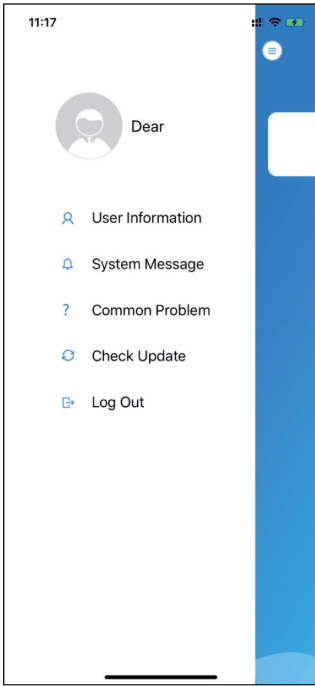 11:17
Dear
User Information
System Message
? Common Problem
Check Update
Log Out